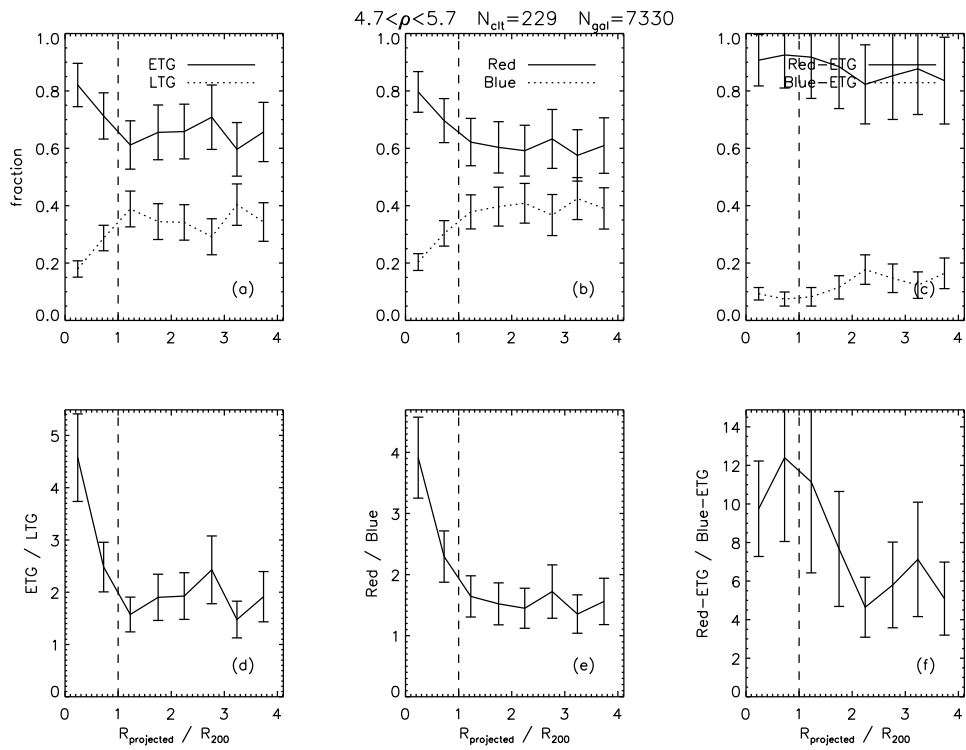 4.7<ρ<5.7 N_clt=229 N_gal=7330
1.0
0.8
0.6
0.4
0.2
0.0
fraction
ETG
LTG
(a)
0 1 2 3 4
1.0
0.8
0.6
0.4
0.2
0.0
Red
Blue
(b)
0 1 2 3 4
1.0
0.8
0.6
0.4
0.2
0.0
Red-ETG
Blue-ETG
(c)
0 1 2 3 4
5
4
3
2
1
0
ETG / LTG
(d)
0 1 2 3 4
R_projected / R_200
4
3
2
1
0
Red / Blue
(e)
0 1 2 3 4
R_projected / R_200
14
12
10
8
6
4
2
0
Red-ETG / Blue-ETG
(f)
0 1 2 3 4
R_projected / R_200